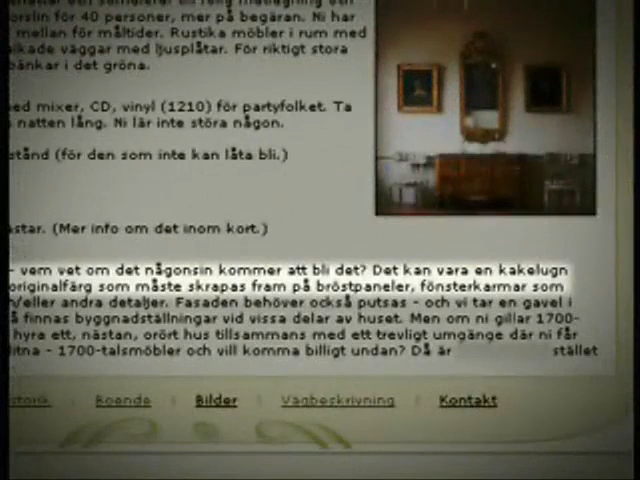 orslin för 40 personer, mer på begäran. Ni har
mellan för måltider. Rustika möbler i rum med
väggar med ljusplåtar. För riktigt stora
bänkar i det gröna.
ed mixer, CD, vinyl (1210) för partyfolket. Ta
natten lång. Ni lär inte störa någon.
stånd (för den som inte kan låta bli.)
star. (Mer info om det inom kort.)
- vem vet om det någonsin kommer att bli det? Det kan vara en kakelugn
originalfärg som måste skrapas fram på bröstpaneler, fönsterkarmar som
/eller andra detaljer. Fasaden behöver också putsas - och vi tar en gavel i
å finnas byggnadställningar vid vissa delar av huset. Men om ni gillar 1700-
hyra ett, nästan, orört hus tillsammans med ett trevligt umgänge där ni får
litna - 1700-talsmöbler och vill komma billigt undan? Då är stället
storik | Boende | Bilder | Vägbeskrivning | Kontakt